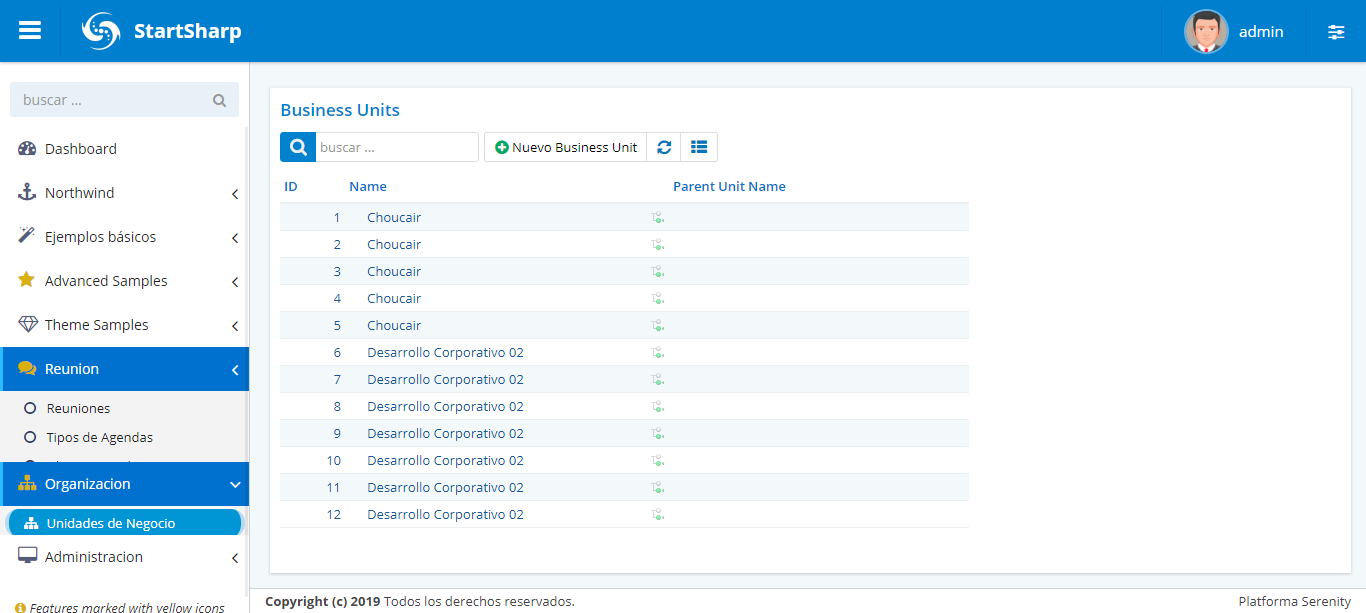 StartSharp
admin
buscar ...
Dashboard
Northwind
Ejemplos básicos
Advanced Samples
Theme Samples
Reunion
Reuniones
Tipos de Agendas
Organizacion
Unidades de Negocio
Administracion
Features marked with yellow icons
Business Units
buscar ... Nuevo Business Unit
ID Name Parent Unit Name
1 Choucair
2 Choucair
3 Choucair
4 Choucair
5 Choucair
6 Desarrollo Corporativo 02
7 Desarrollo Corporativo 02
8 Desarrollo Corporativo 02
9 Desarrollo Corporativo 02
10 Desarrollo Corporativo 02
11 Desarrollo Corporativo 02
12 Desarrollo Corporativo 02
Copyright (c) 2019 Todos los derechos reservados.
Platforma Serenity